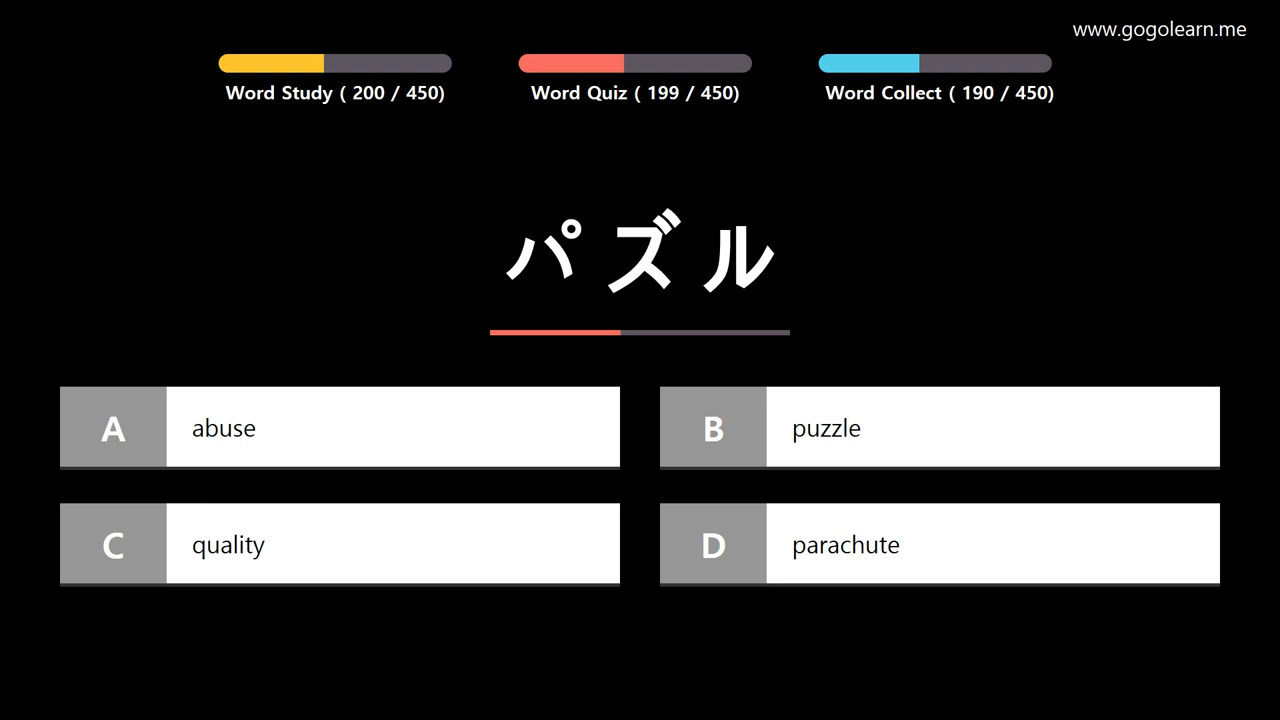 www.gogolearn.me
Word Study ( 200 / 450)
Word Quiz ( 199 / 450)
Word Collect ( 190 / 450)
パズル
A abuse
B puzzle
C quality
D parachute